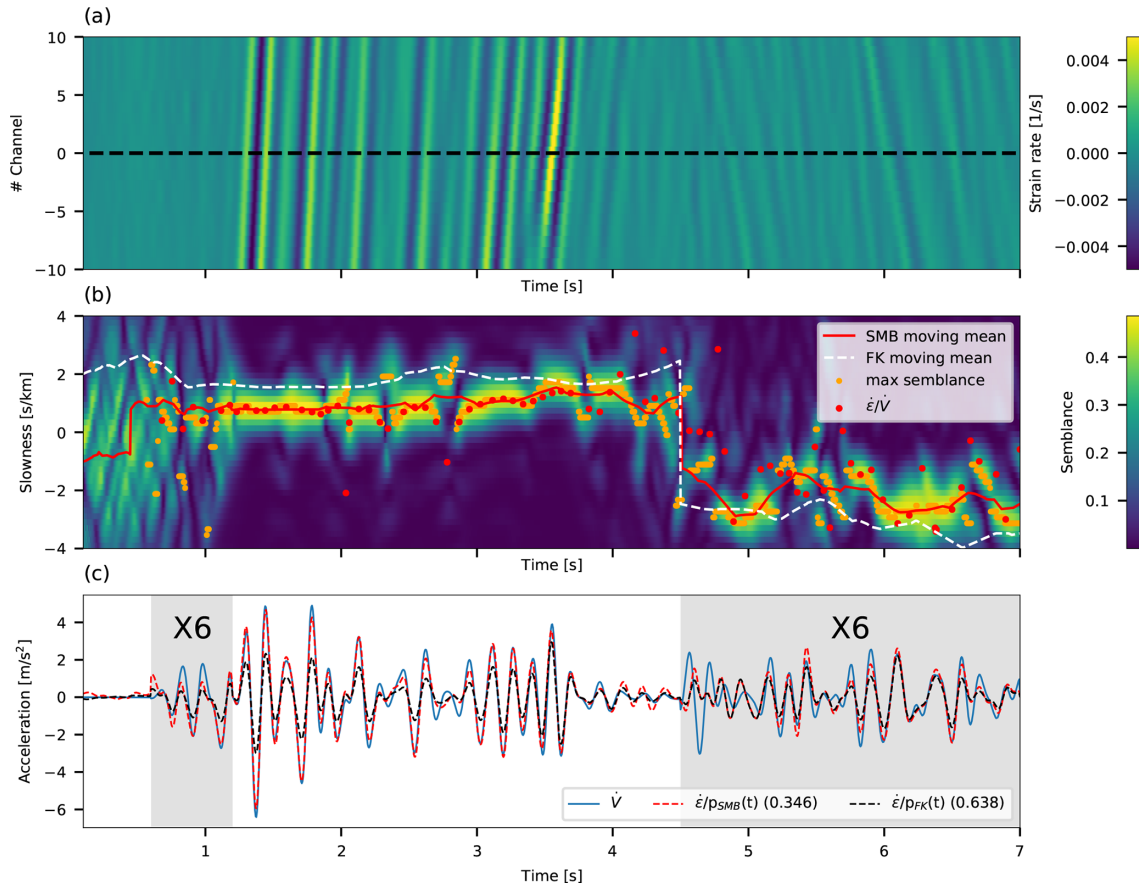 (a)
10
5
0
−5
−10
# Channel
Time [s]
0.004
0.002
0.000
−0.002
−0.004
Strain rate [1/s]
(b)
4
2
0
−2
−4
Slowness [s/km]
SMB moving mean
FK moving mean
max semblance
ε̇/V̇
Time [s]
0.4
0.3
0.2
0.1
Semblance
(c)
4
2
0
−2
−4
−6
Acceleration [m/s²]
X6
X6
V̇
ε̇/p_SMB(t) (0.346)
ε̇/p_FK(t) (0.638)
1 2 3 4 5 6 7
Time [s]